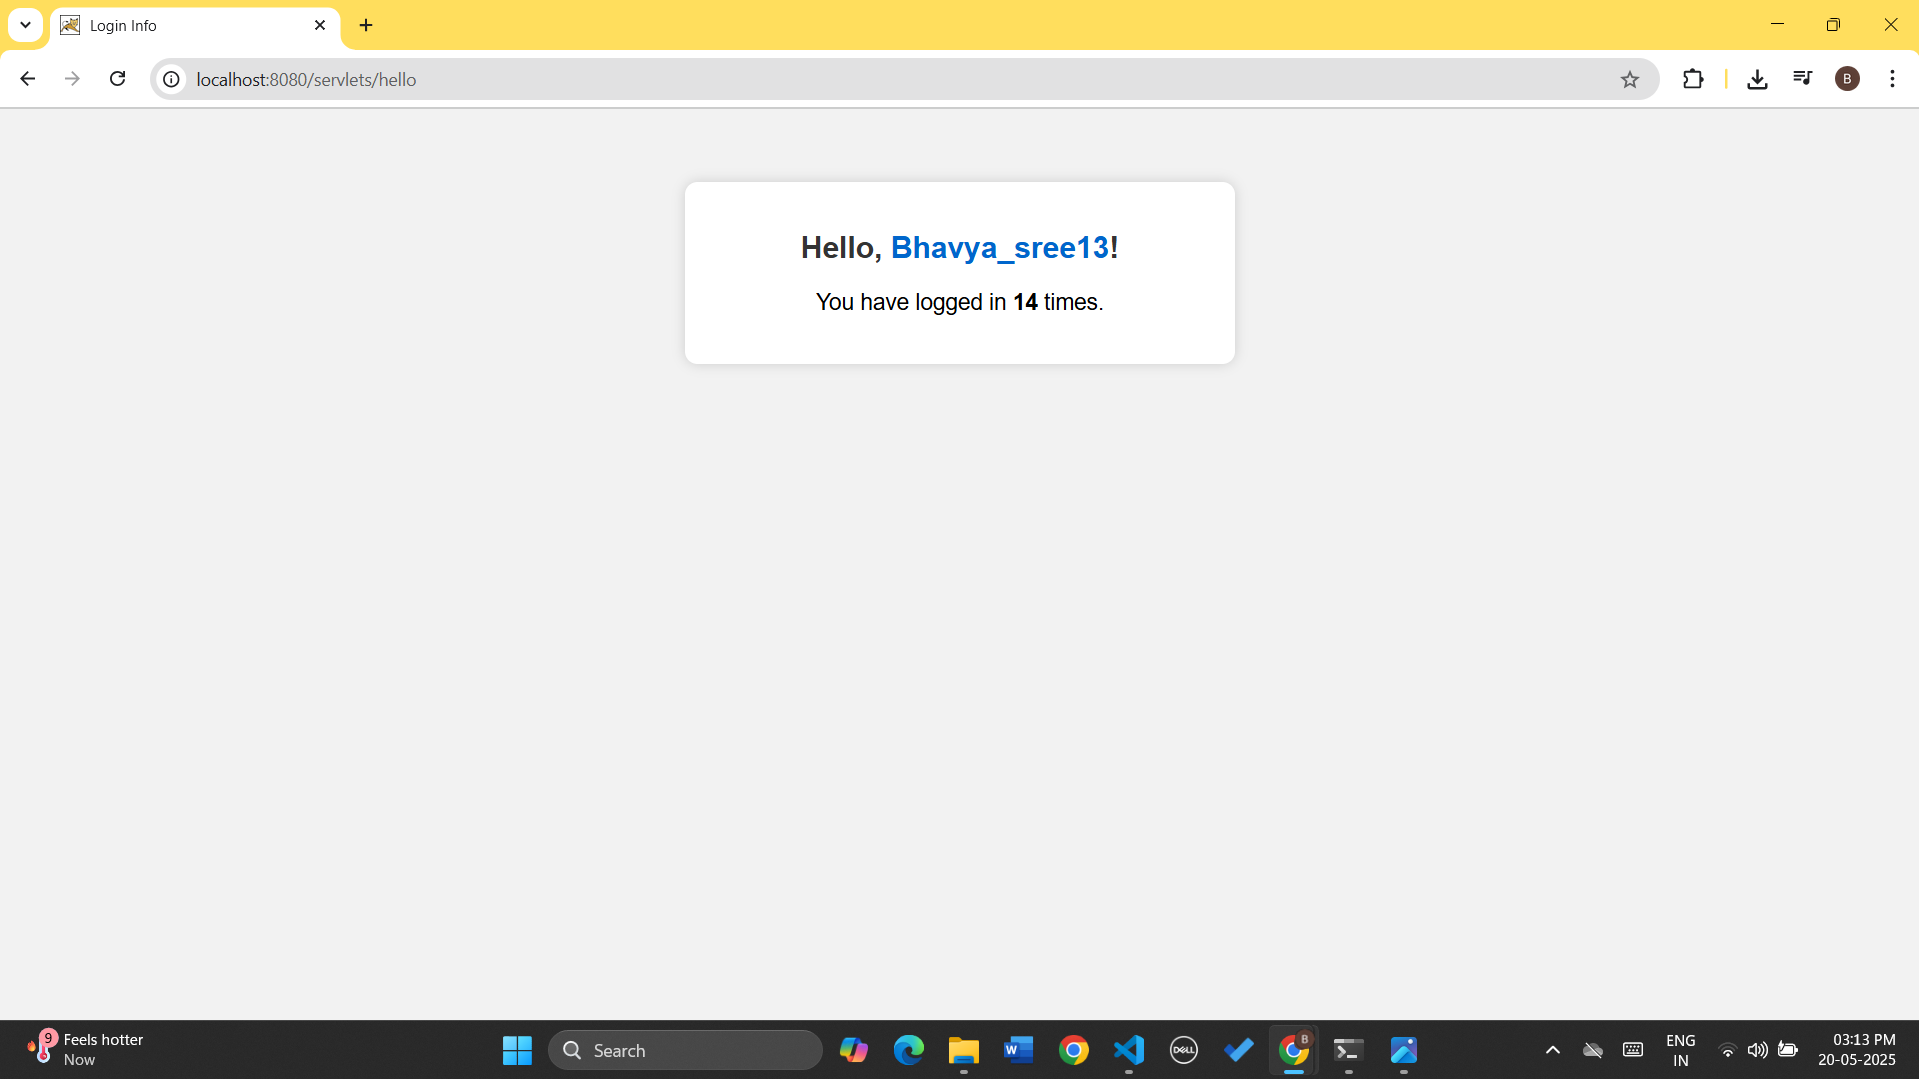 Login Info
localhost:8080/servlets/hello
B
Hello, Bhavya_sree13!
You have logged in 14 times.
9
Feels hotter
Now
Search
W
DELL
B
ENG
IN
03:13 PM
20-05-2025